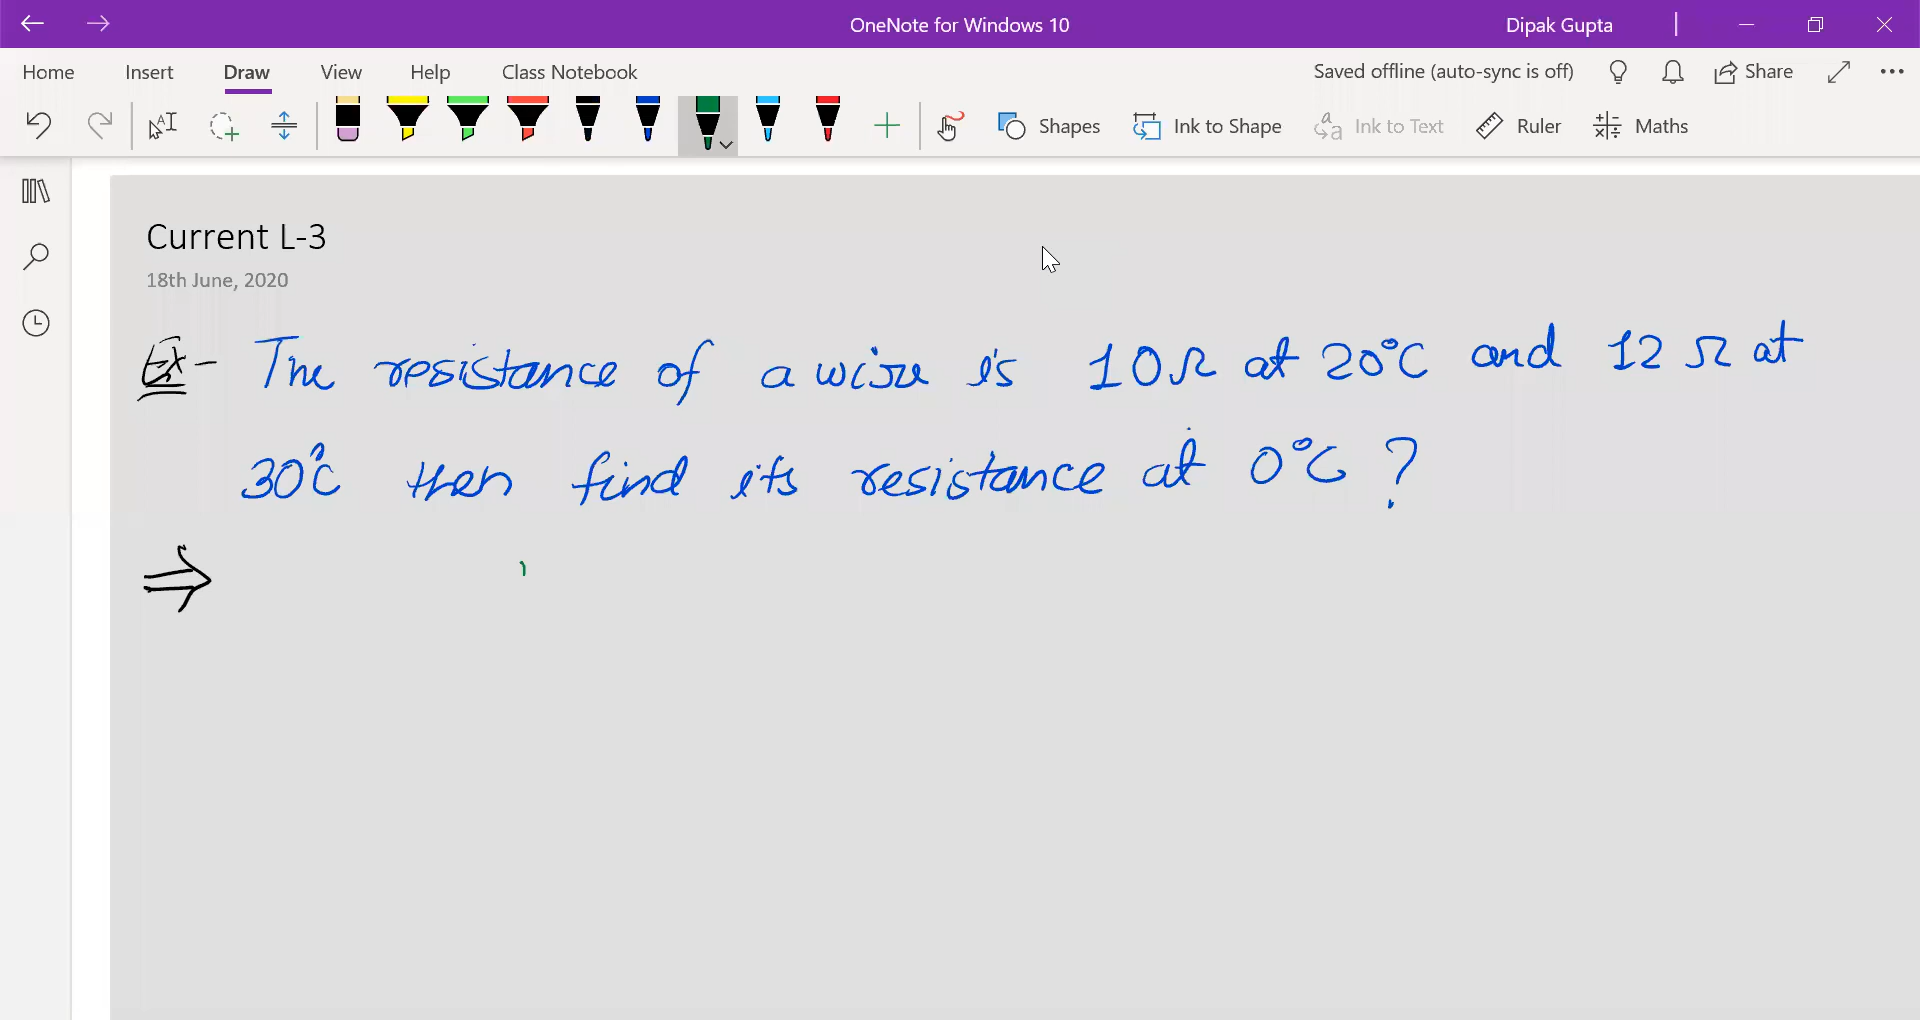 OneNote for Windows 10
Dipak Gupta
Home Insert Draw View Help Class Notebook
Saved offline (auto-sync is off) Share
Shapes Ink to Shape Ink to Text Ruler Maths
Current L-3
18th June, 2020
Ex- The resistance of a wire is 10Ω at 20°C and 12 Ω at
30°C then find its resistance at 0°C ?
⇒